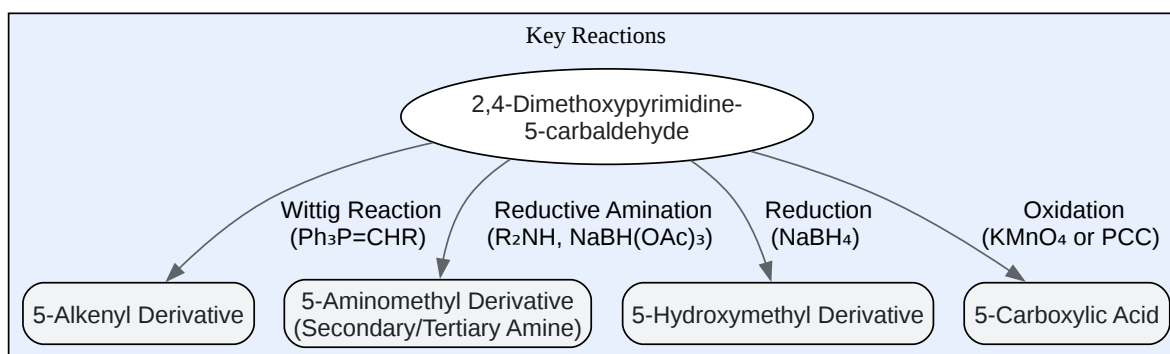 Key Reactions
2,4-Dimethoxypyrimidine-
5-carbaldehyde
Wittig Reaction
(Ph₃P=CHR)
Reductive Amination
(R₂NH, NaBH(OAc)₃)
Reduction
(NaBH₄)
Oxidation
(KMnO₄ or PCC)
5-Alkenyl Derivative
5-Aminomethyl Derivative
(Secondary/Tertiary Amine)
5-Hydroxymethyl Derivative
5-Carboxylic Acid